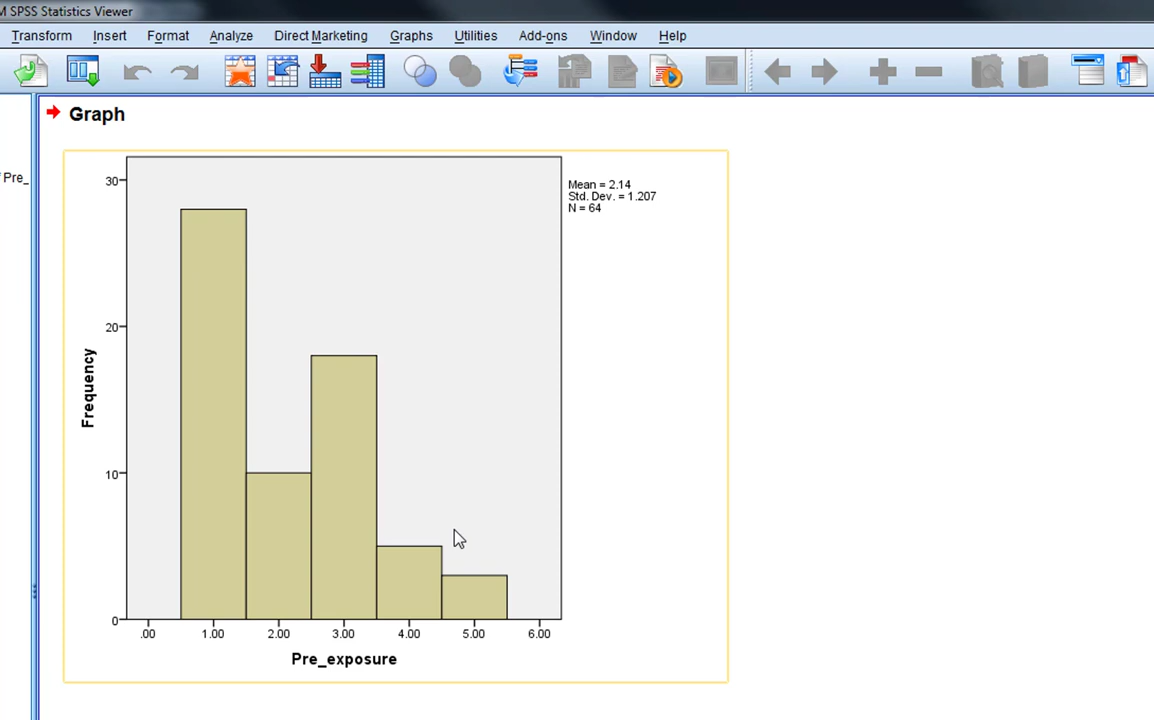 M SPSS Statistics Viewer
Transform Insert Format Analyze Direct Marketing Graphs Utilities Add-ons Window Help
Graph
Pre_
Mean = 2.14
Std. Dev. = 1.207
N = 64
30
20
10
0
Frequency
.00 1.00 2.00 3.00 4.00 5.00 6.00
Pre_exposure